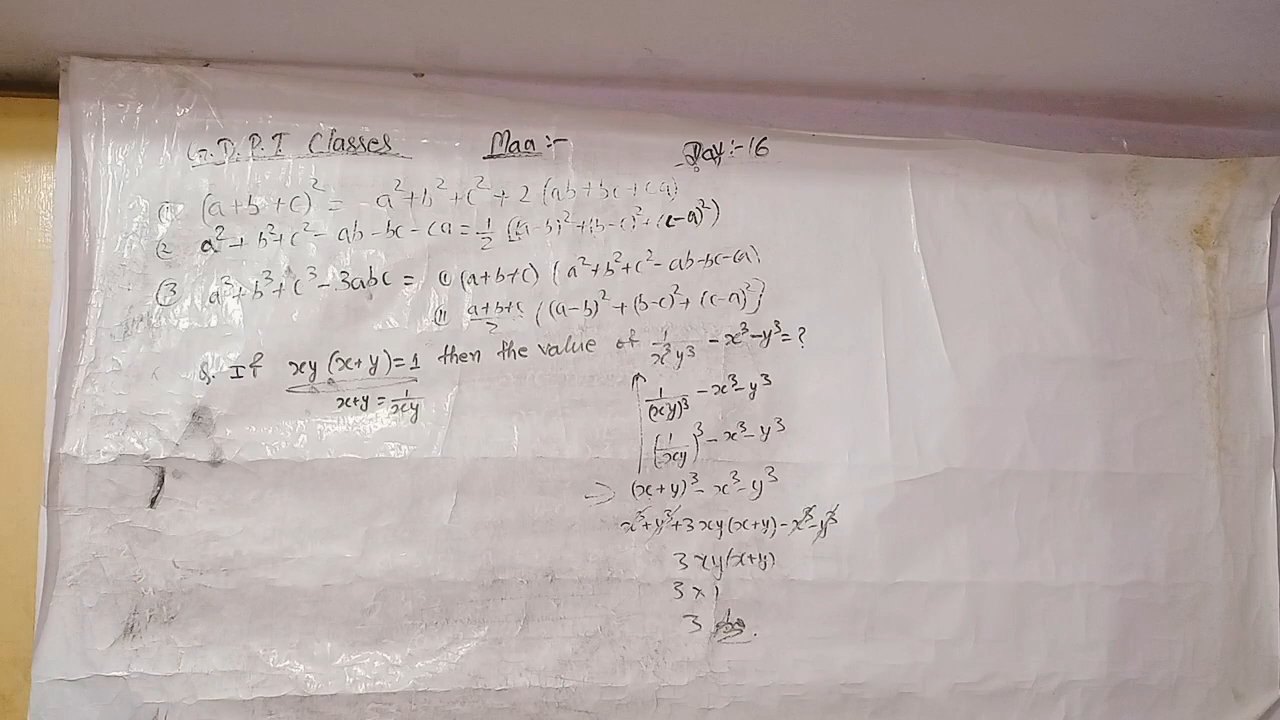 G.D.P.I. Classes Maa:- Day:-16
① (a+b+c)² = a²+b²+c²+2(ab+bc+ca)
② a²+b²+c²-ab-bc-ca = 1/2 {(a-b)²+(b-c)²+(c-a)²}
③ a³+b³+c³-3abc = ① (a+b+c) (a²+b²+c²-ab-bc-ca)
⑪ a+b+c/2 {(a-b)²+(b-c)²+(c-a)²}
Q. If xy(x+y)=1 then the value of 1/x³y³ -x³-y³=?
x+y = 1/xy
1/(xy)³ -x³-y³
(1/xy)³ -x³-y³
→ (x+y)³-x³-y³
x³+y³+3xy(x+y)-x³-y³
3xy(x+y)
3×1
3